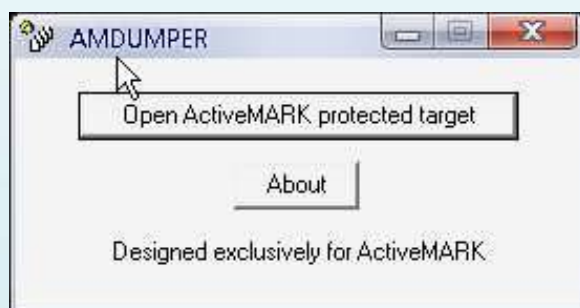 AMDUMPER
Open ActiveMARK protected target
About
Designed exclusively for ActiveMARK